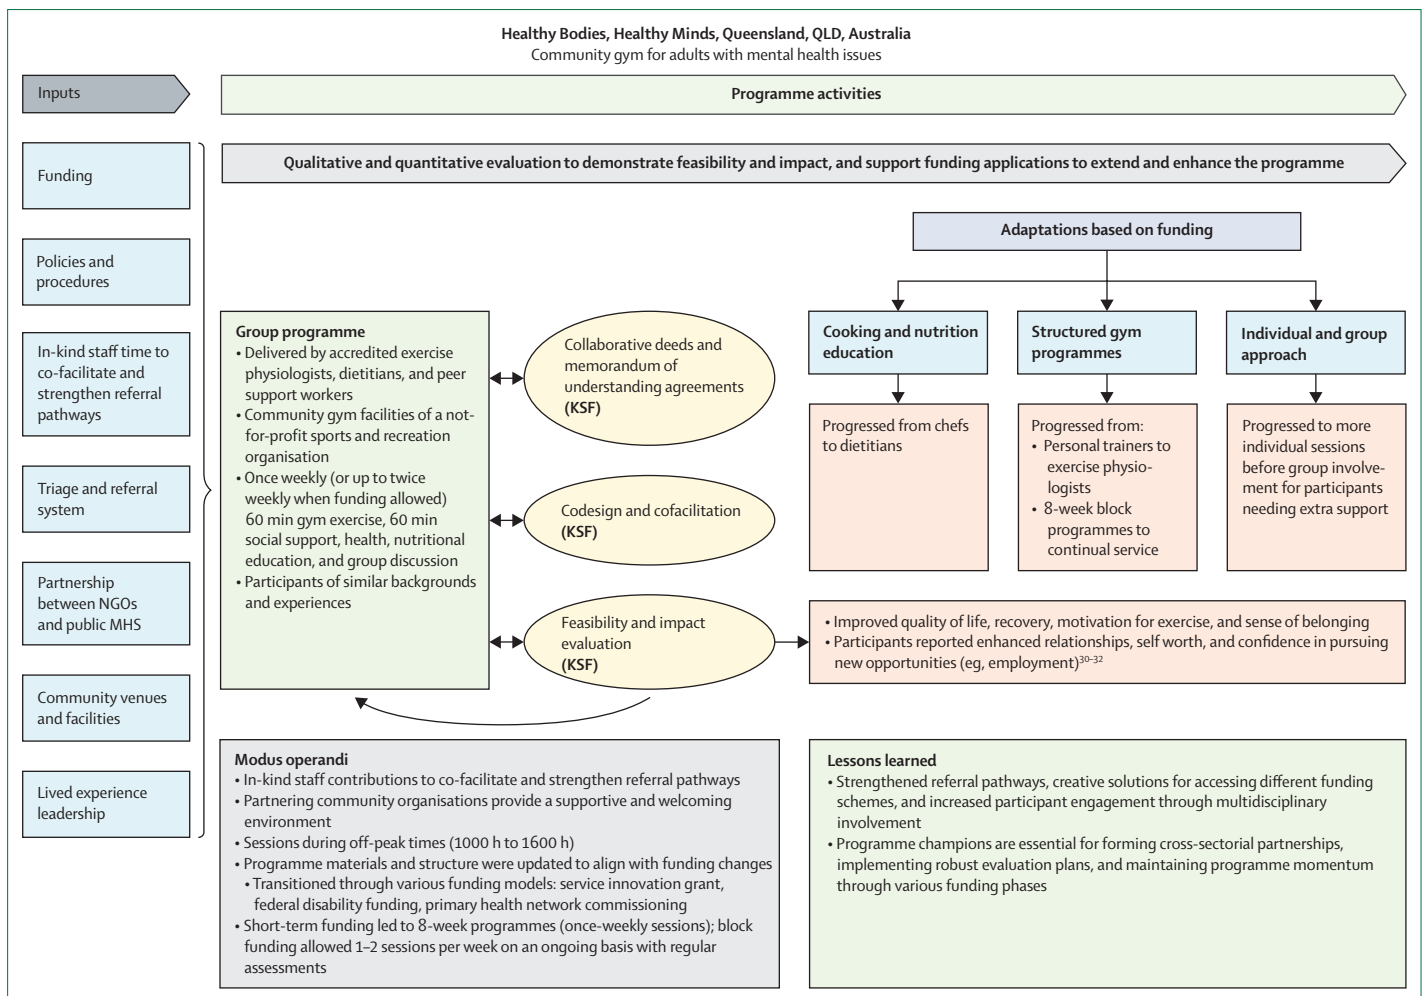 Healthy Bodies, Healthy Minds, Queensland, QLD, Australia
Community gym for adults with mental health issues
Inputs
Programme activities
Qualitative and quantitative evaluation to demonstrate feasibility and impact, and support funding applications to extend and enhance the programme
Funding
Policies and
procedures
In-kind staff time to
co-facilitate and
strengthen referral
pathways
Triage and referral
system
Partnership
between NGOs
and public MHS
Community venues
and facilities
Lived experience
leadership
Group programme
• Delivered by accredited exercise
physiologists, dietitians, and peer
support workers
• Community gym facilities of a not-
for-profit sports and recreation
organisation
• Once weekly (or up to twice
weekly when funding allowed)
60 min gym exercise, 60 min
social support, health, nutritional
education, and group discussion
• Participants of similar backgrounds
and experiences
Collaborative deeds and
memorandum of
understanding agreements
(KSF)
Codesign and cofacilitation
(KSF)
Feasibility and impact
evaluation
(KSF)
Adaptations based on funding
Cooking and nutrition
education
Progressed from chefs
to dietitians
Structured gym
programmes
Progressed from:
• Personal trainers to
exercise physio-
logists
• 8-week block
programmes to
continual service
Individual and group
approach
Progressed to more
individual sessions
before group involve-
ment for participants
needing extra support
• Improved quality of life, recovery, motivation for exercise, and sense of belonging
• Participants reported enhanced relationships, self worth, and confidence in pursuing
new opportunities (eg, employment)³⁰⁻³²
Modus operandi
• In-kind staff contributions to co-facilitate and strengthen referral pathways
• Partnering community organisations provide a supportive and welcoming
environment
• Sessions during off-peak times (1000 h to 1600 h)
• Programme materials and structure were updated to align with funding changes
• Transitioned through various funding models: service innovation grant,
federal disability funding, primary health network commissioning
• Short-term funding led to 8-week programmes (once-weekly sessions); block
funding allowed 1–2 sessions per week on an ongoing basis with regular
assessments
Lessons learned
• Strengthened referral pathways, creative solutions for accessing different funding
schemes, and increased participant engagement through multidisciplinary
involvement
• Programme champions are essential for forming cross-sectorial partnerships,
implementing robust evaluation plans, and maintaining programme momentum
through various funding phases